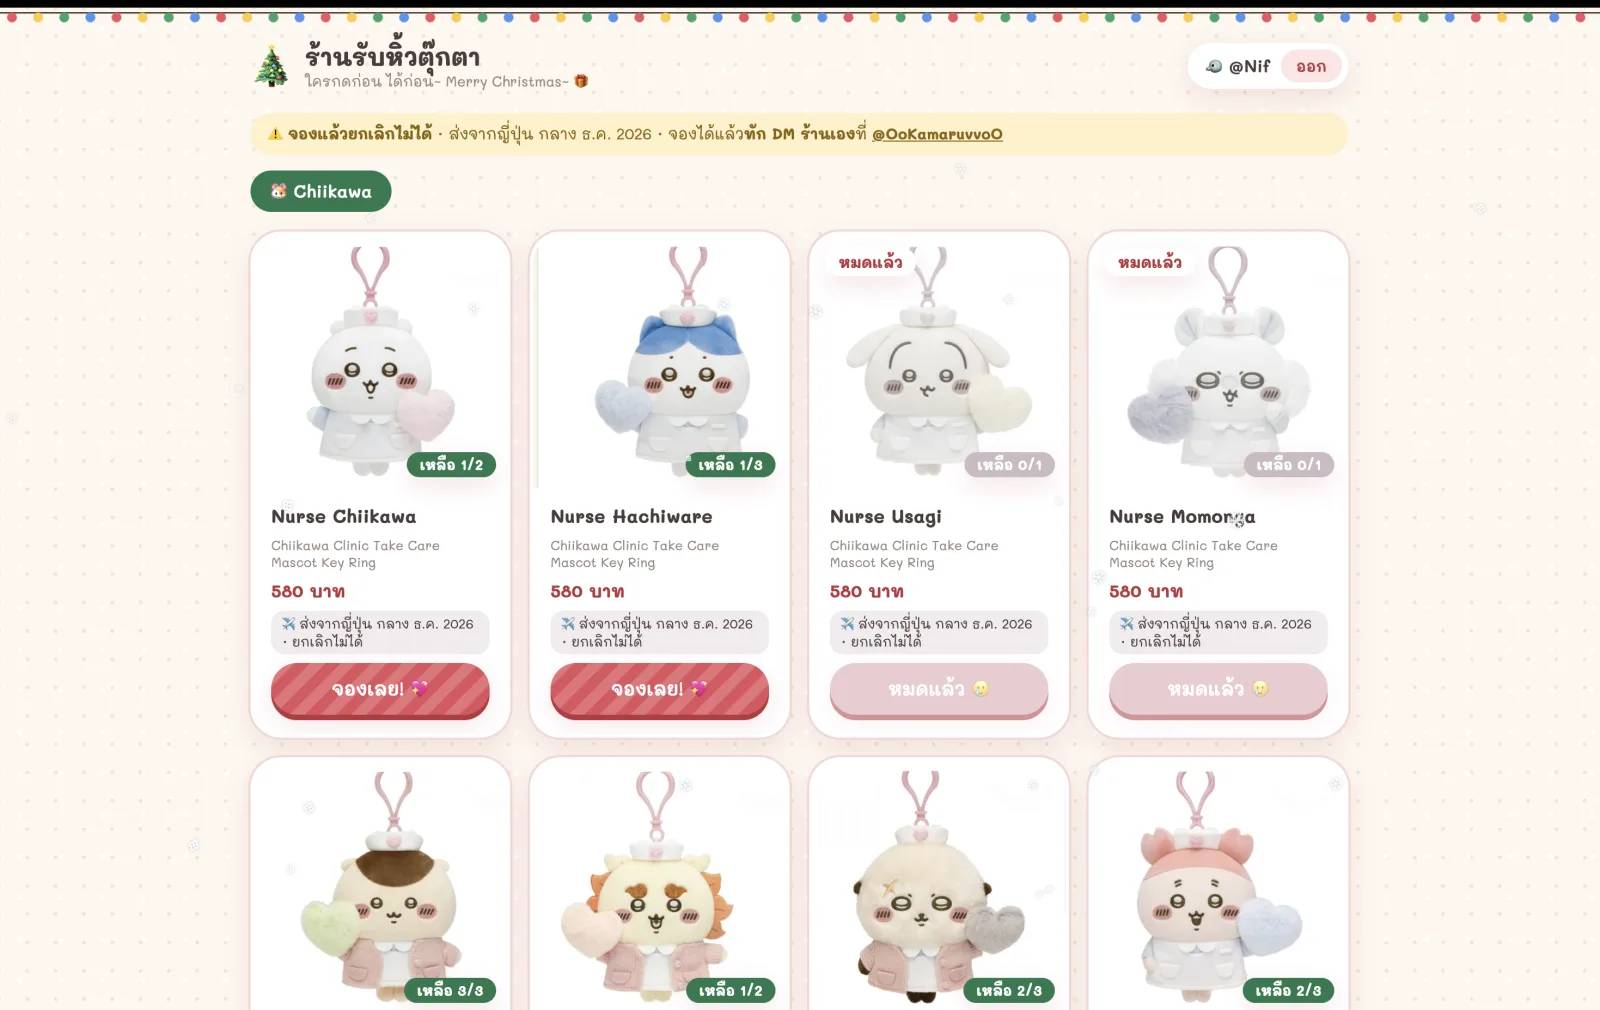 ร้านรับหิ้วตุ๊กตา
ใครกดก่อน ได้ก่อน~ Merry Christmas~
@Nif ออก
จองแล้วยกเลิกไม่ได้ · ส่งจากญี่ปุ่น กลาง ธ.ค. 2026 · จองได้แล้วทัก DM ร้านเองที่ @OoKamaruvvoO
Chiikawa
เหลือ 1/2
Nurse Chiikawa
Chiikawa Clinic Take Care
Mascot Key Ring
580 บาท
ส่งจากญี่ปุ่น กลาง ธ.ค. 2026
· ยกเลิกไม่ได้
จองเลย!
เหลือ 1/3
Nurse Hachiware
Chiikawa Clinic Take Care
Mascot Key Ring
580 บาท
ส่งจากญี่ปุ่น กลาง ธ.ค. 2026
· ยกเลิกไม่ได้
จองเลย!
หมดแล้ว
เหลือ 0/1
Nurse Usagi
Chiikawa Clinic Take Care
Mascot Key Ring
580 บาท
ส่งจากญี่ปุ่น กลาง ธ.ค. 2026
· ยกเลิกไม่ได้
หมดแล้ว
หมดแล้ว
เหลือ 0/1
Nurse Momonga
Chiikawa Clinic Take Care
Mascot Key Ring
580 บาท
ส่งจากญี่ปุ่น กลาง ธ.ค. 2026
· ยกเลิกไม่ได้
หมดแล้ว
เหลือ 3/3
เหลือ 1/2
เหลือ 2/3
เหลือ 2/3